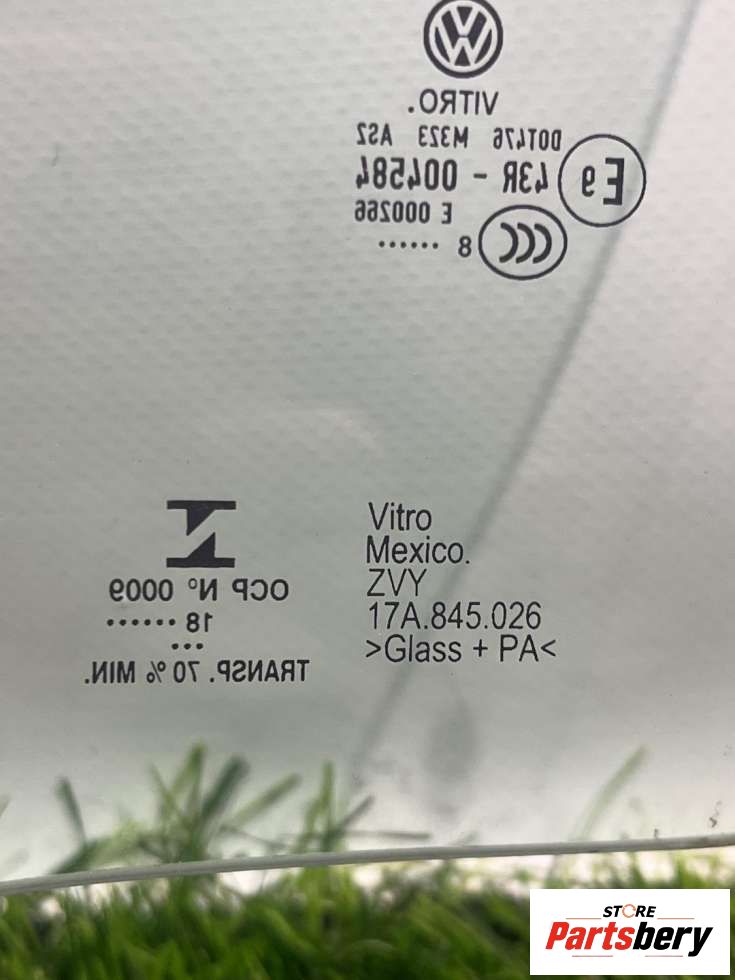 VITRO.
DOT476 M323 AS2
E9 43R - 004584
E 000266
CCC 8 ••••••
OCP Nº 0009
18 ••••••
•••
TRANSP. 70% MIN.
Vitro
Mexico.
ZVY
17A.845.026
>Glass + PA<
STORE
Partsbery